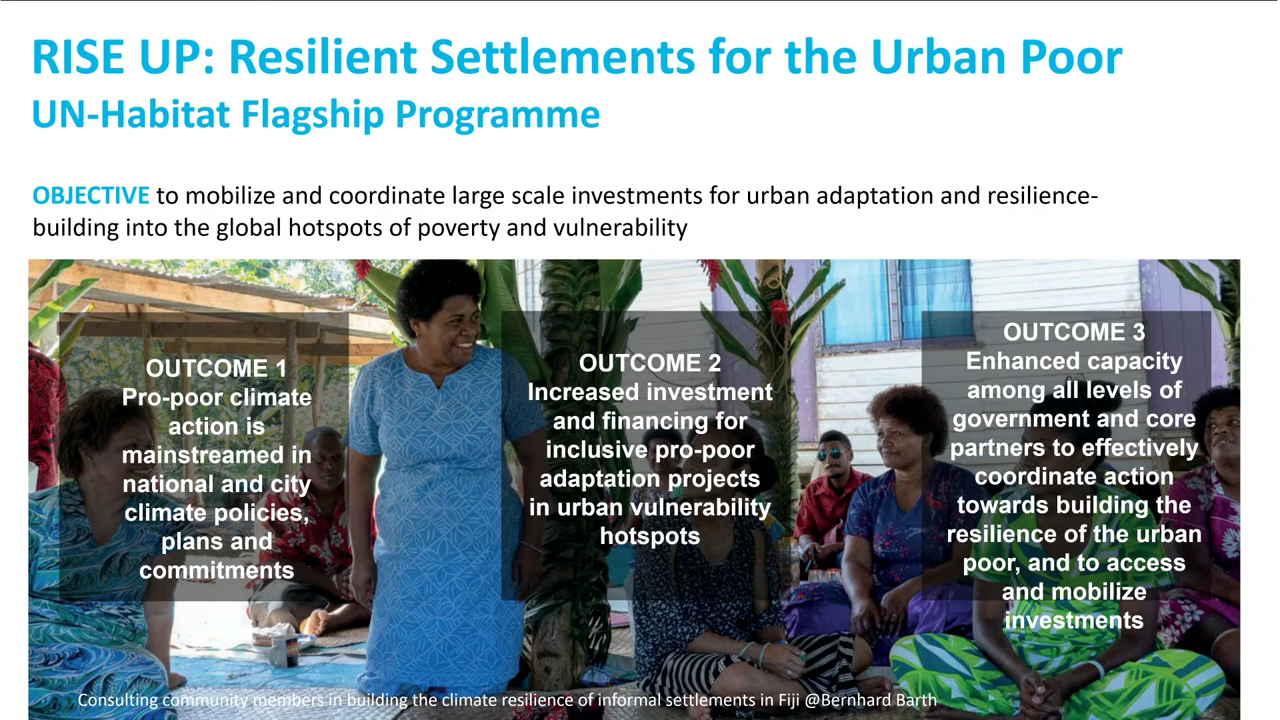 RISE UP: Resilient Settlements for the Urban Poor
UN-Habitat Flagship Programme
OBJECTIVE to mobilize and coordinate large scale investments for urban adaptation and resilience-
building into the global hotspots of poverty and vulnerability
OUTCOME 1
Pro-poor climate
action is
mainstreamed in
national and city
climate policies,
plans and
commitments
OUTCOME 2
Increased investment
and financing for
inclusive pro-poor
adaptation projects
in urban vulnerability
hotspots
OUTCOME 3
Enhanced capacity
among all levels of
government and core
partners to effectively
coordinate action
towards building the
resilience of the urban
poor, and to access
and mobilize
investments
Consulting community members in building the climate resilience of informal settlements in Fiji @Bernhard Barth